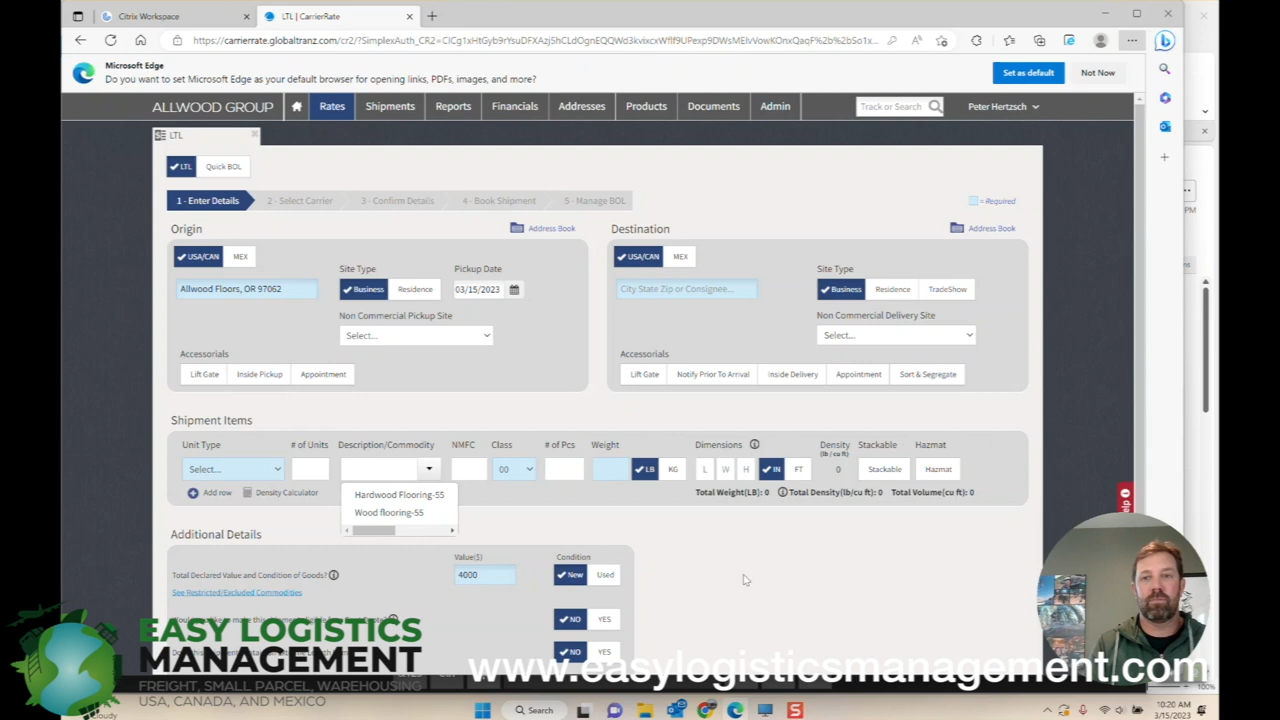 Citrix Workspace
LTL | CarrierRate
Microsoft Edge
Do you want to set Microsoft Edge as your default browser for opening links, PDFs, images, and more?
Set as default
Not Now
ALLWOOD GROUP
Rates
Shipments
Reports
Financials
Addresses
Products
Documents
Admin
Track or Search
Peter Hertzsch
LTL
LTL
Quick BOL
1 - Enter Details
2 - Select Carrier
3 - Confirm Details
4 - Book Shipment
5 - Manage BOL
= Required
Origin
Address Book
Destination
Address Book
USA/CAN
MEX
Site Type
Pickup Date
USA/CAN
MEX
Site Type
Allwood Floors, OR 97062
Business
Residence
03/15/2023
City State Zip or Consignee...
Business
Residence
TradeShow
Non Commercial Pickup Site
Non Commercial Delivery Site
Select...
Select...
Accessorials
Accessorials
Lift Gate
Inside Pickup
Appointment
Lift Gate
Notify Prior To Arrival
Inside Delivery
Appointment
Sort & Segregate
Shipment Items
Unit Type
# of Units
Description/Commodity
NMFC
Class
# of Pcs
Weight
Dimensions
Density
(lb / cu ft)
Stackable
Hazmat
Select...
00
LB
KG
L
W
H
IN
FT
0
Stackable
Hazmat
Add row
Density Calculator
Hardwood Flooring-55
Wood flooring-55
Total Weight(LB): 0
Total Density(lb/cu ft): 0
Total Volume(cu ft): 0
Additional Details
Value($)
Condition
Total Declared Value and Condition of Goods?
4000
New
Used
See Restricted/Excluded Commodities
NO
YES
NO
YES
EASY LOGISTICS
MANAGEMENT
FREIGHT, SMALL PARCEL, WAREHOUSING
USA, CANADA, AND MEXICO
www.easylogisticsmanagement.com
Cloudy
Search
100%
10:20 AM
3/15/2023
PM